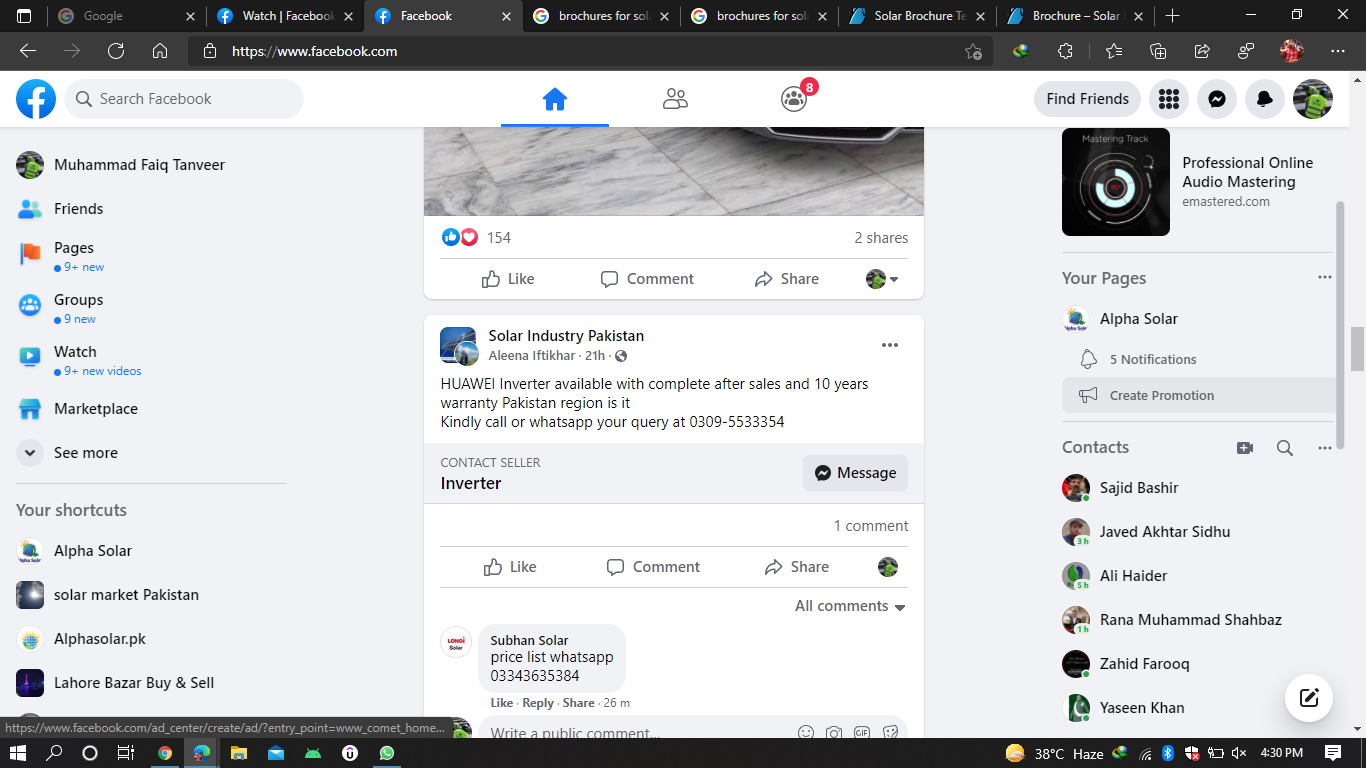 Google
Watch | Facebook
Facebook
brochures for sola
brochures for sola
Solar Brochure Te
Brochure – Solar
https://www.facebook.com
Search Facebook
8
Find Friends
Muhammad Faiq Tanveer
Friends
Pages
9+ new
Groups
9 new
Watch
9+ new videos
Marketplace
See more
Your shortcuts
Alpha Solar
solar market Pakistan
Alphasolar.pk
Lahore Bazar Buy & Sell
154
2 shares
Like
Comment
Share
Solar Industry Pakistan
Aleena Iftikhar · 21h ·
HUAWEI Inverter available with complete after sales and 10 years
warranty Pakistan region is it
Kindly call or whatsapp your query at 0309-5533354
CONTACT SELLER
Inverter
Message
1 comment
Like
Comment
Share
All comments
LONGi
Solar
Subhan Solar
price list whatsapp
03343635384
Like · Reply · Share · 26 m
Write a public comment...
GIF
Mastering Track
Professional Online
Audio Mastering
emastered.com
Your Pages
Alpha Solar
5 Notifications
Create Promotion
Contacts
Sajid Bashir
Javed Akhtar Sidhu
3 h
Ali Haider
5 h
Rana Muhammad Shahbaz
1 h
Zahid Farooq
Yaseen Khan
https://www.facebook.com/ad_center/create/ad/?entry_point=www_comet_home...
38°C Haze
4:30 PM